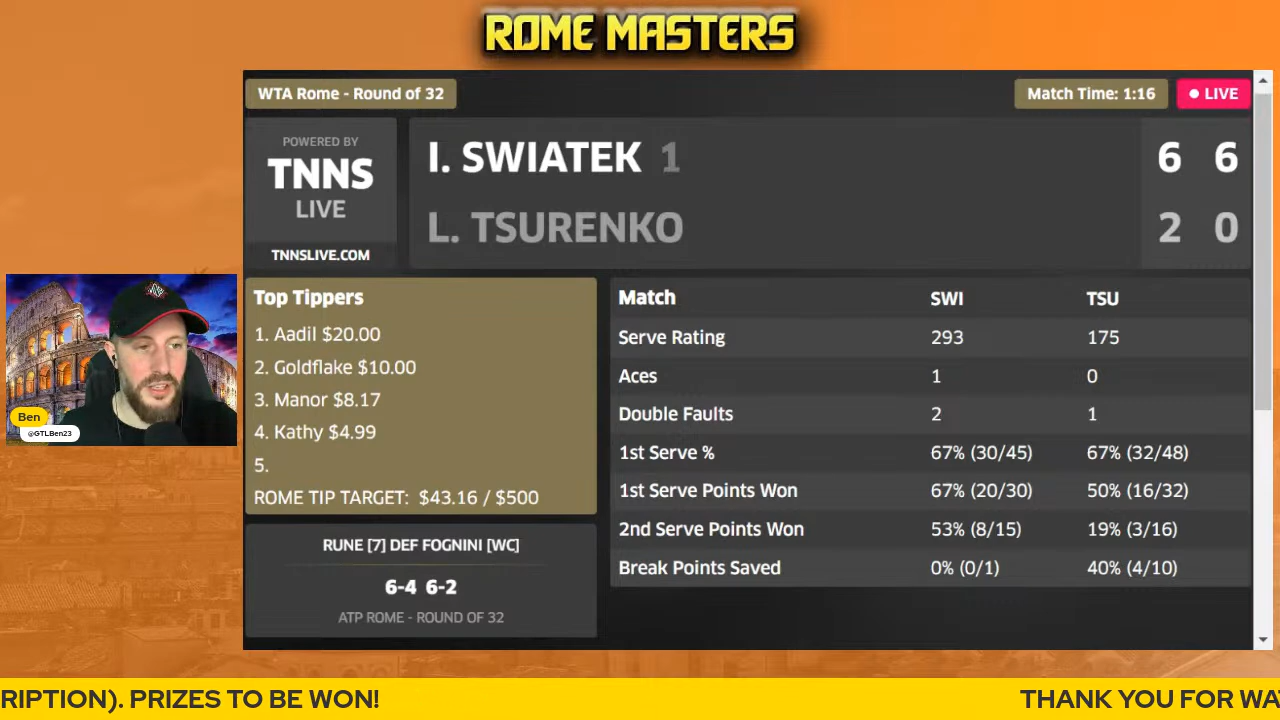 ROME MASTERS
WTA Rome - Round of 32
Match Time: 1:16
LIVE
POWERED BY
TNNS
LIVE
TNNSLIVE.COM
I. SWIATEK 1 6 6
L. TSURENKO 2 0
Top Tippers
1. Aadil $20.00
2. Goldflake $10.00
3. Manor $8.17
4. Kathy $4.99
5.
ROME TIP TARGET: $43.16 / $500
RUNE [7] DEF FOGNINI [WC]
6-4 6-2
ATP ROME - ROUND OF 32
Match SWI TSU
Serve Rating 293 175
Aces 1 0
Double Faults 2 1
1st Serve % 67% (30/45) 67% (32/48)
1st Serve Points Won 67% (20/30) 50% (16/32)
2nd Serve Points Won 53% (8/15) 19% (3/16)
Break Points Saved 0% (0/1) 40% (4/10)
Ben
@GTLBen23
RIPTION). PRIZES TO BE WON! THANK YOU FOR WA